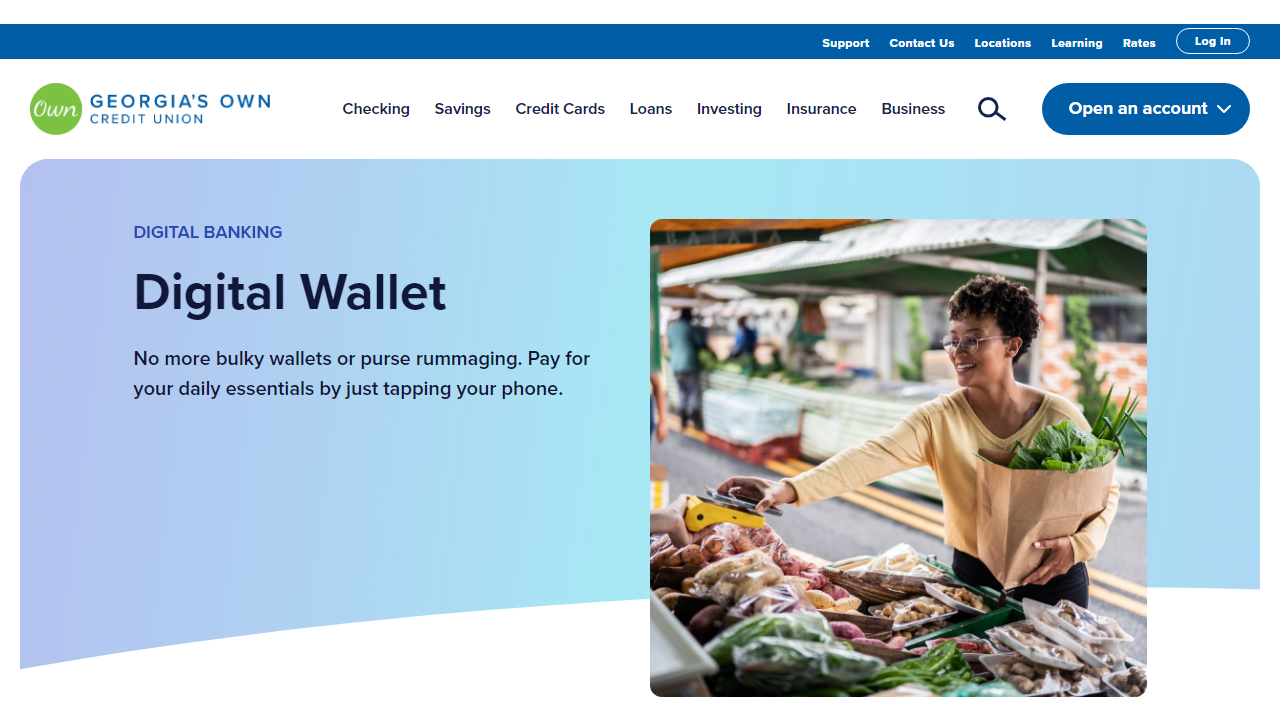 Support Contact Us Locations Learning Rates Log In
Own GEORGIA'S OWN
CREDIT UNION
Checking Savings Credit Cards Loans Investing Insurance Business Open an account
DIGITAL BANKING
Digital Wallet
No more bulky wallets or purse rummaging. Pay for
your daily essentials by just tapping your phone.